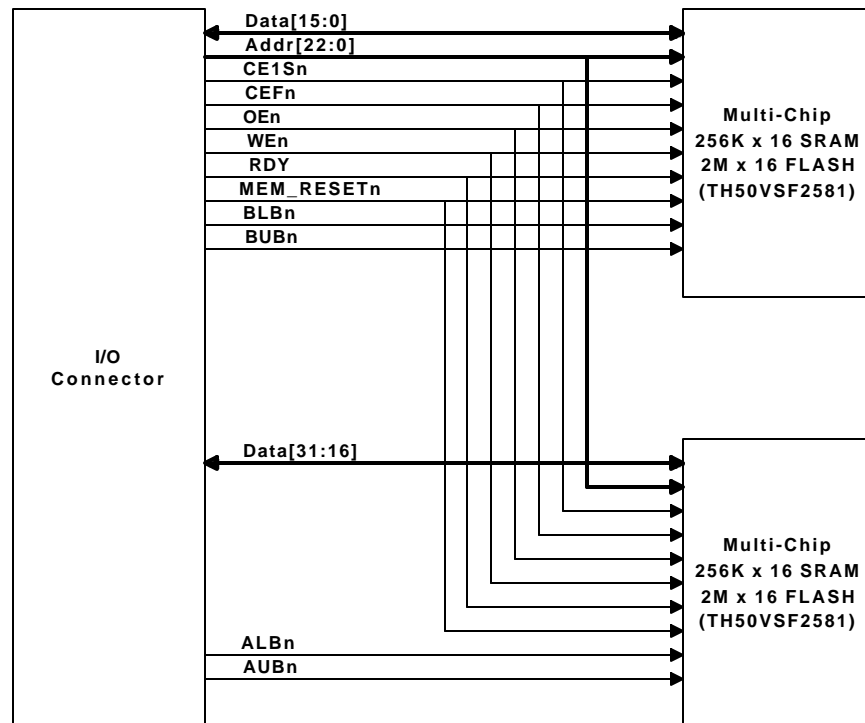 Data[15:0]
Addr[22:0]
CE1Sn
CEFn
OEn
WEn
RDY
MEM_RESETn
BLBn
BUBn
Multi-Chip
256K x 16 SRAM
2M x 16 FLASH
(TH50VSF2581)
I/O
Connector
Data[31:16]
Multi-Chip
256K x 16 SRAM
2M x 16 FLASH
(TH50VSF2581)
ALBn
AUBn